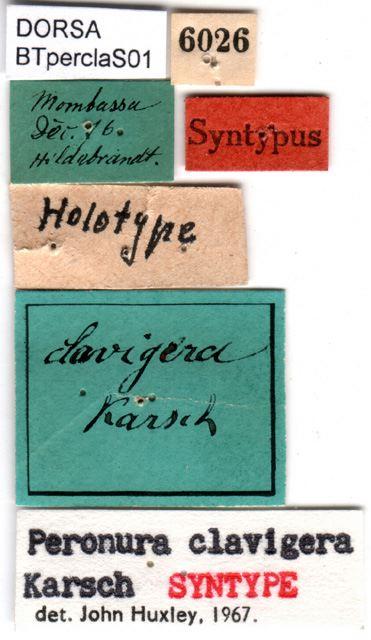 DORSA
BTperclaS01
6026
Mombassa
Dec. 76.
Hildebrandt.
Syntypus
Holotype
clavigera
Karsch
Peronura clavigera
Karsch SYNTYPE
det. John Huxley, 1967.